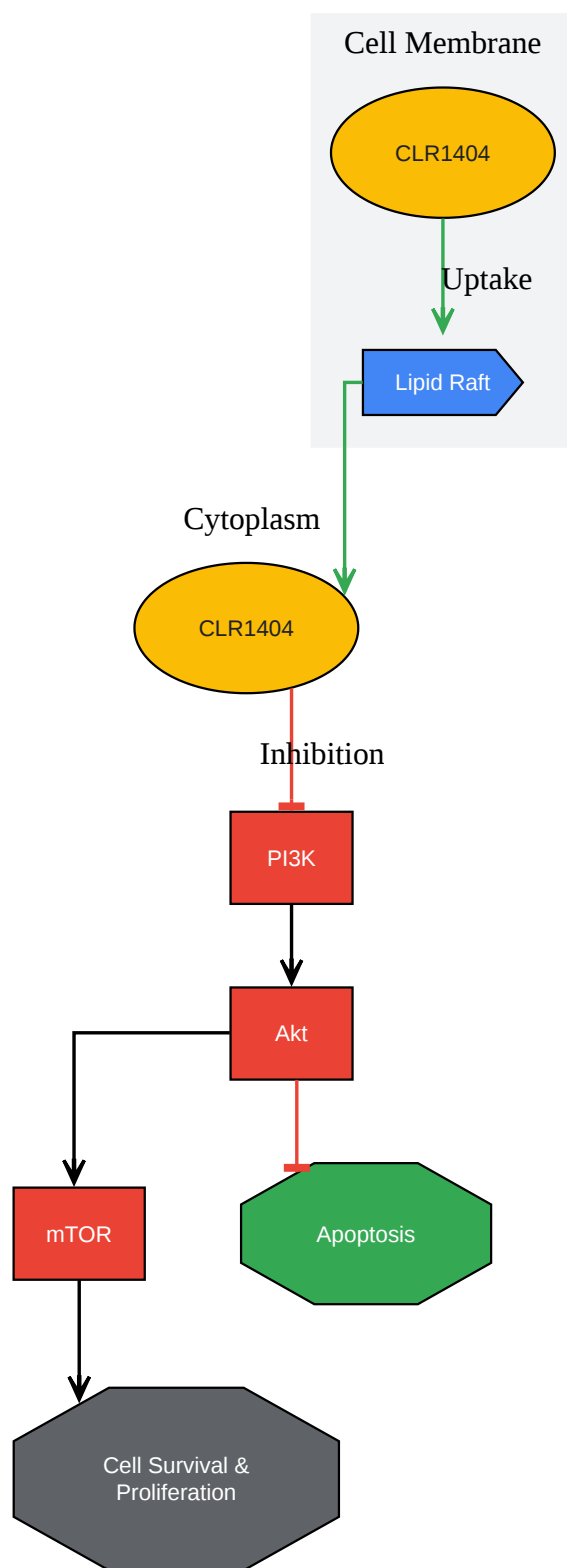 Cell Membrane
CLR1404
Uptake
Lipid Raft
Cytoplasm
CLR1404
Inhibition
PI3K
Akt
mTOR
Apoptosis
Cell Survival &
Proliferation